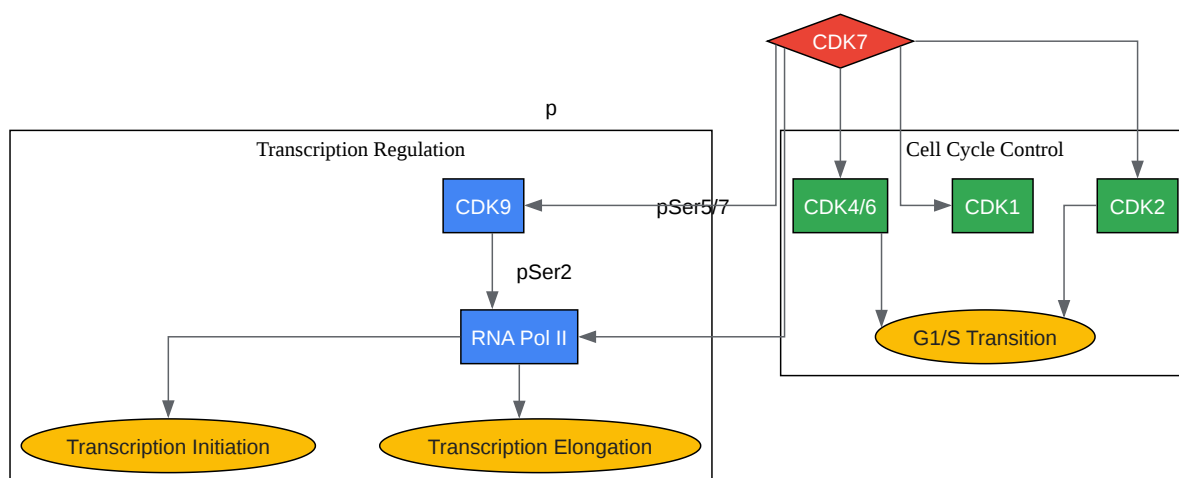 CDK7
p
Transcription Regulation
Cell Cycle Control
CDK9
pSer5/7
CDK4/6
CDK1
CDK2
pSer2
RNA Pol II
G1/S Transition
Transcription Initiation
Transcription Elongation